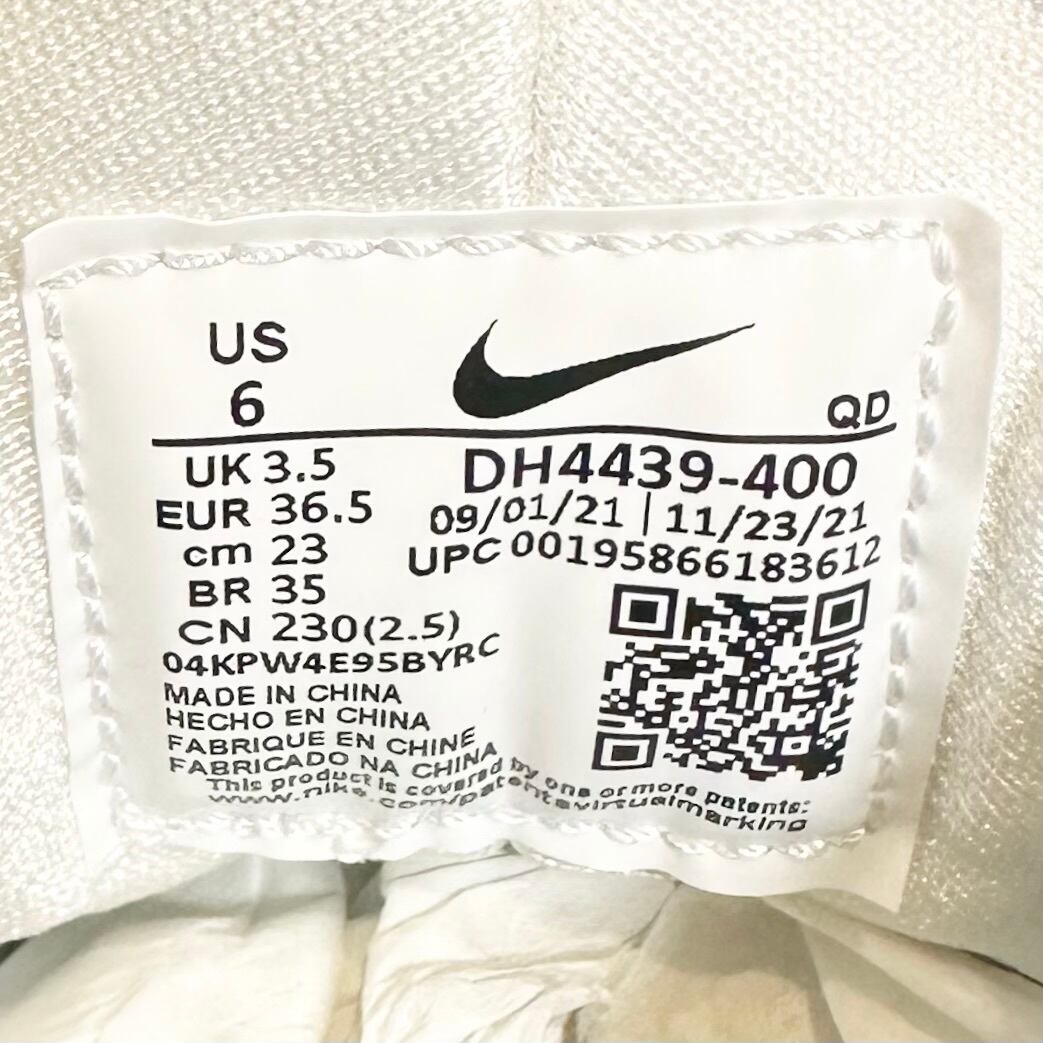 US
6
QD
UK 3.5
EUR 36.5
cm 23
BR 35
CN 230(2.5)
04KPW4E95BYRC
DH4439-400
09/01/21 | 11/23/21
UPC 00195866183612
MADE IN CHINA
HECHO EN CHINA
FABRIQUE EN CHINE
FABRICADO NA CHINA
This product is covered by one or more patents:
www.nike.com/patentsvirtualmarking